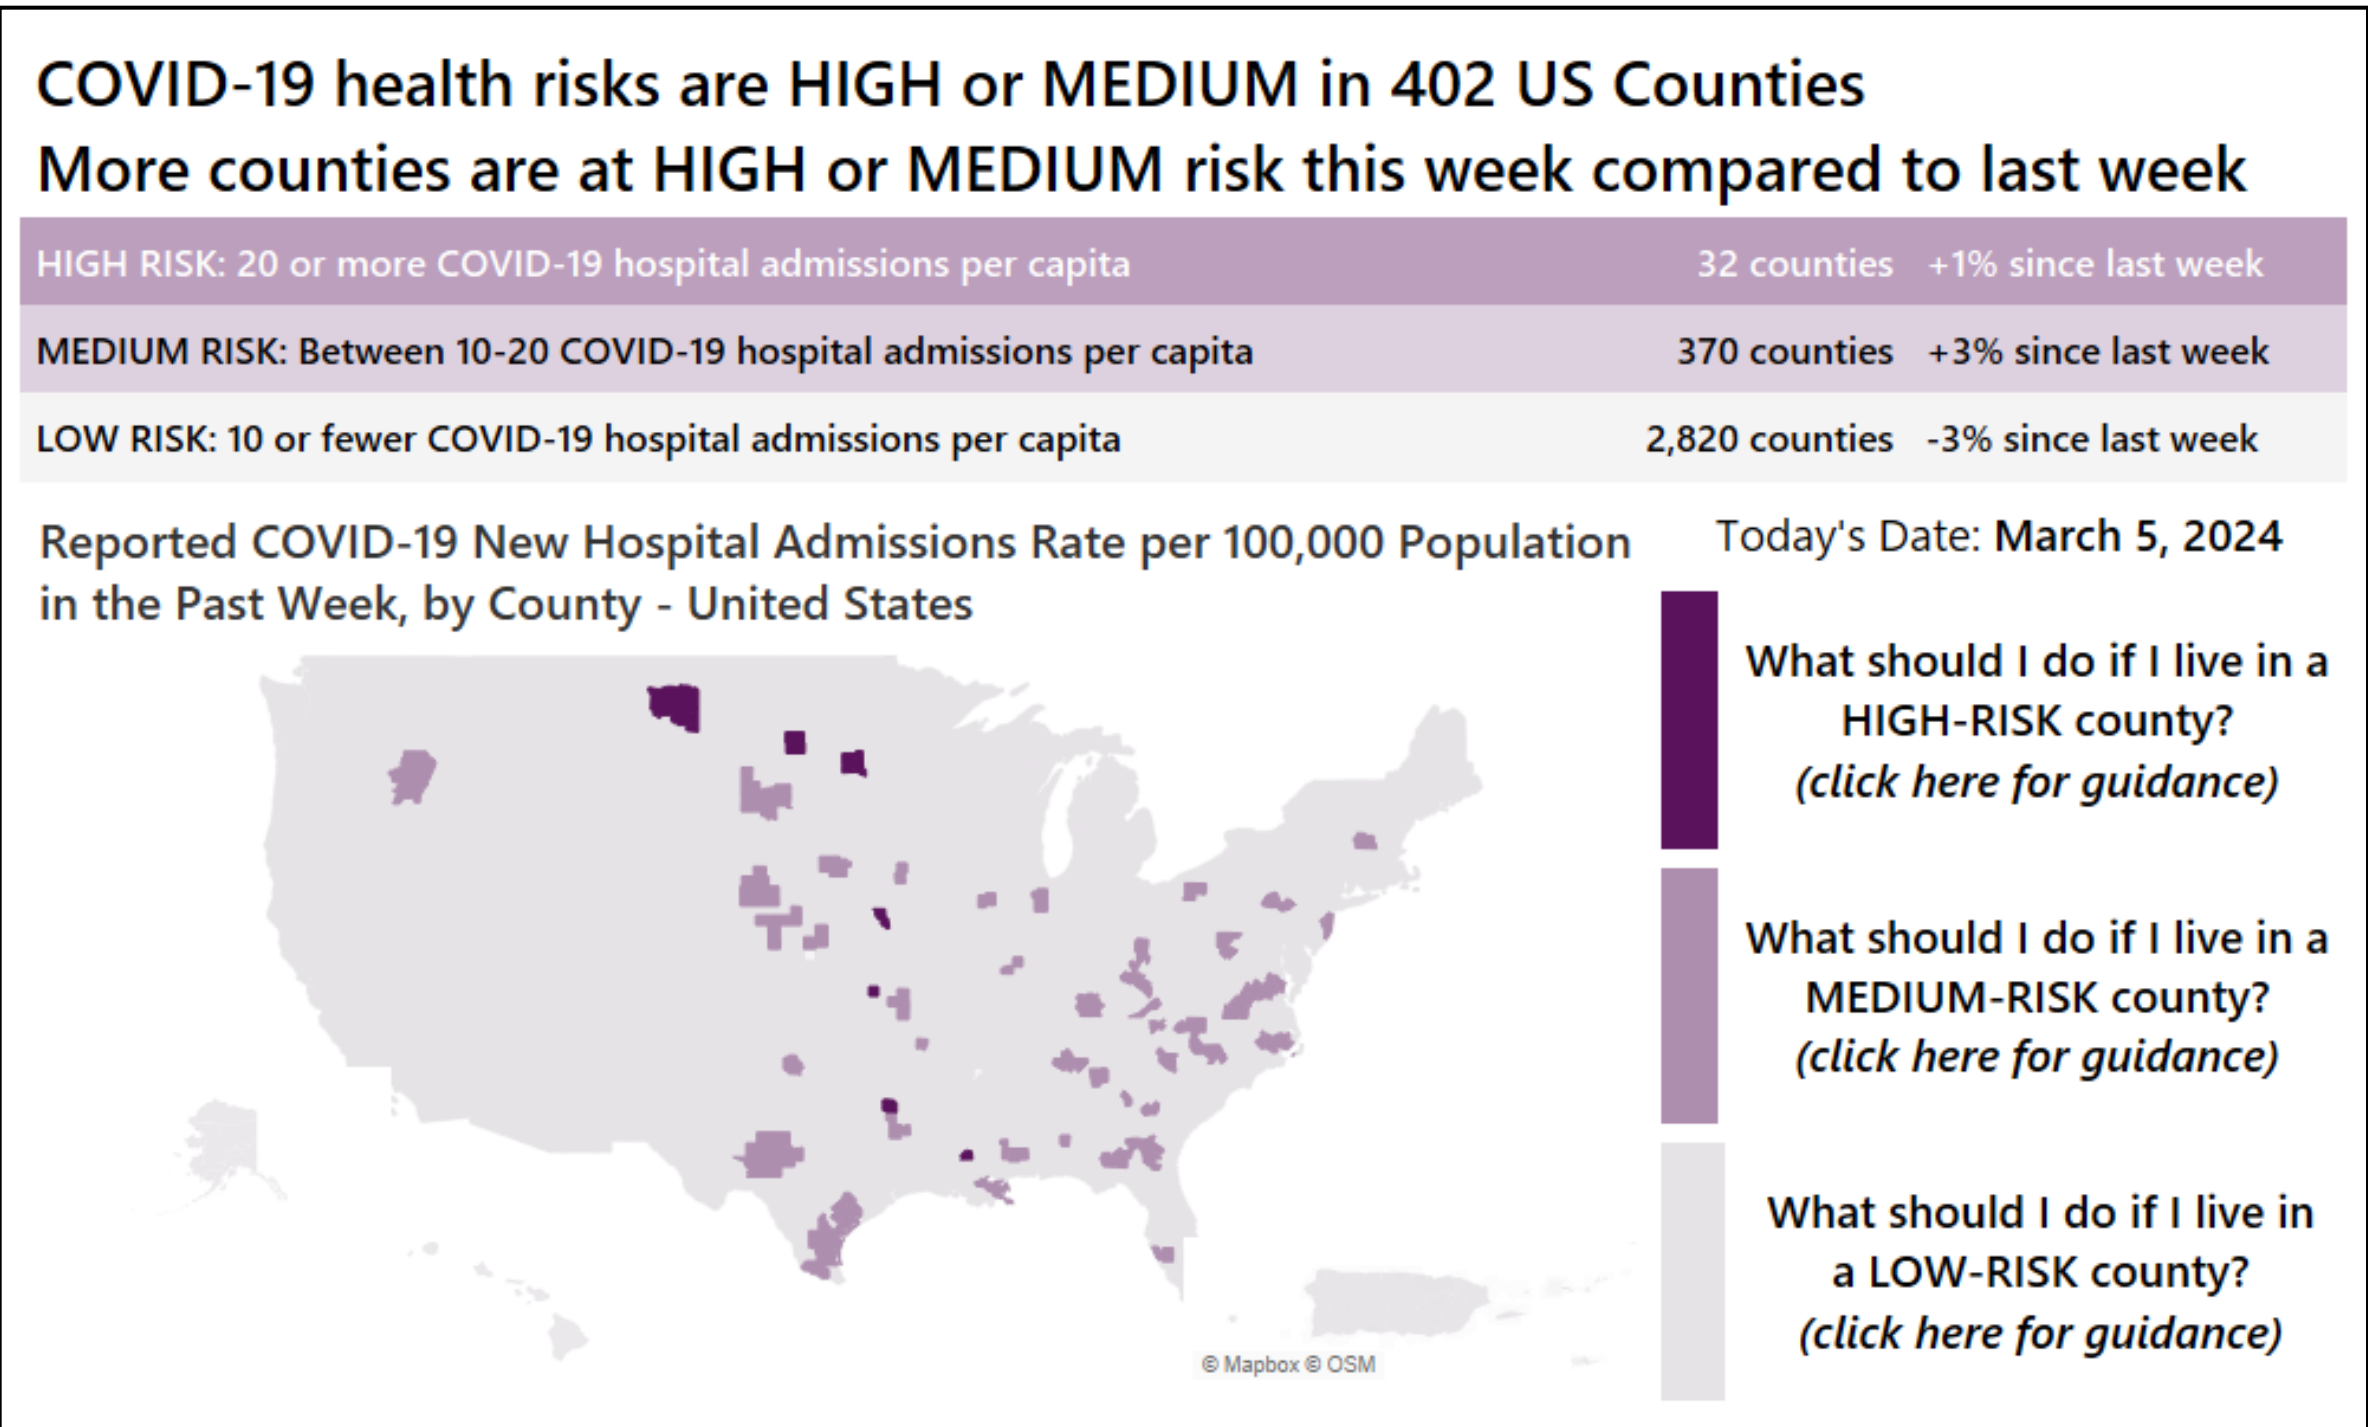 COVID-19 health risks are HIGH or MEDIUM in 402 US Counties
More counties are at HIGH or MEDIUM risk this week compared to last week
HIGH RISK: 20 or more COVID-19 hospital admissions per capita 32 counties +1% since last week
MEDIUM RISK: Between 10-20 COVID-19 hospital admissions per capita 370 counties +3% since last week
LOW RISK: 10 or fewer COVID-19 hospital admissions per capita 2,820 counties -3% since last week
Reported COVID-19 New Hospital Admissions Rate per 100,000 Population
in the Past Week, by County - United States
Today's Date: March 5, 2024
What should I do if I live in a
HIGH-RISK county?
(click here for guidance)
What should I do if I live in a
MEDIUM-RISK county?
(click here for guidance)
What should I do if I live in
a LOW-RISK county?
(click here for guidance)
© Mapbox © OSM